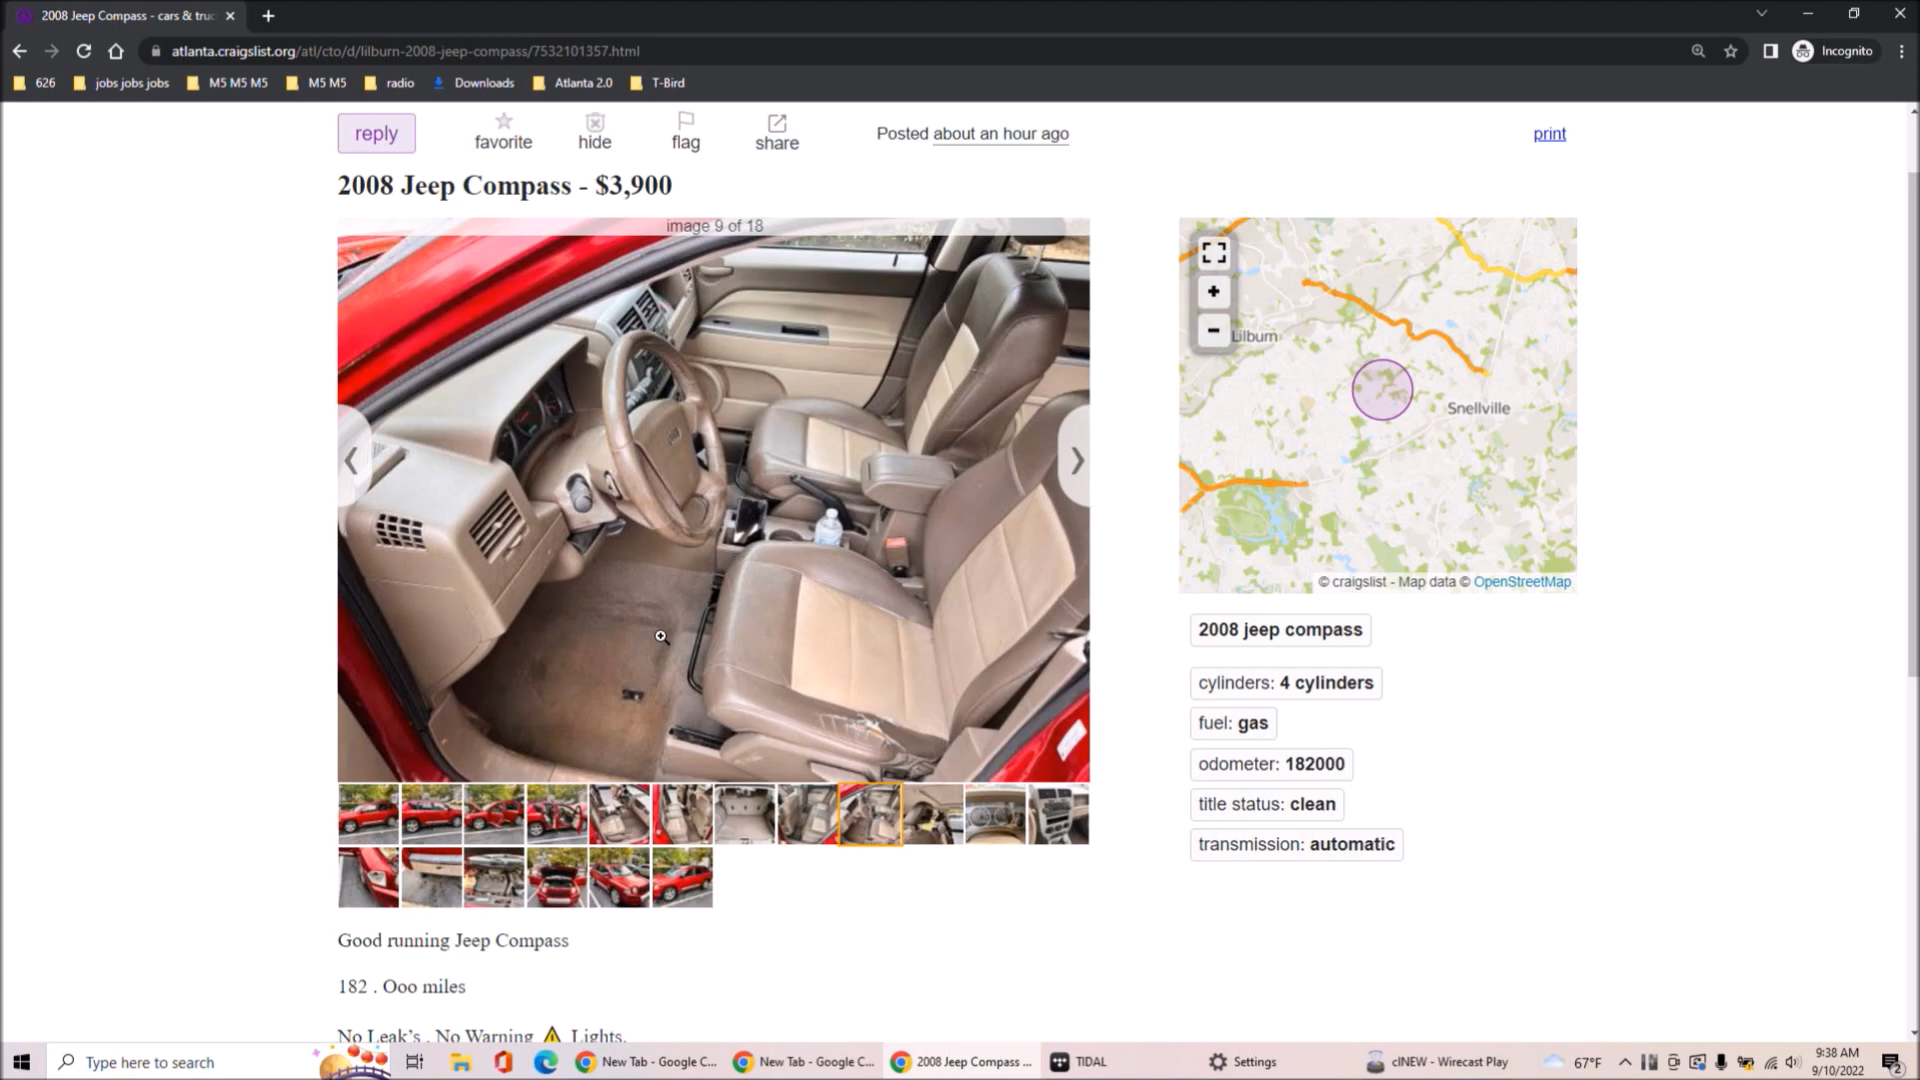 2008 Jeep Compass - cars & truc
atlanta.craigslist.org/atl/cto/d/lilburn-2008-jeep-compass/7532101357.html
Incognito
626
jobs jobs jobs
M5 M5 M5
M5 M5
radio
Downloads
Atlanta 2.0
T-Bird
reply
favorite
hide
flag
share
Posted about an hour ago
print
2008 Jeep Compass - $3,900
image 9 of 18
+
−
Lilburn
Snellville
© craigslist - Map data © OpenStreetMap
2008 jeep compass
cylinders: 4 cylinders
fuel: gas
odometer: 182000
title status: clean
transmission: automatic
Good running Jeep Compass
182 . Ooo miles
No Leak's . No Warning ⚠ Lights.
Type here to search
New Tab - Google C...
New Tab - Google C...
2008 Jeep Compass ...
TIDAL
Settings
cINEW - Wirecast Play
67°F
9:38 AM
9/10/2022
2